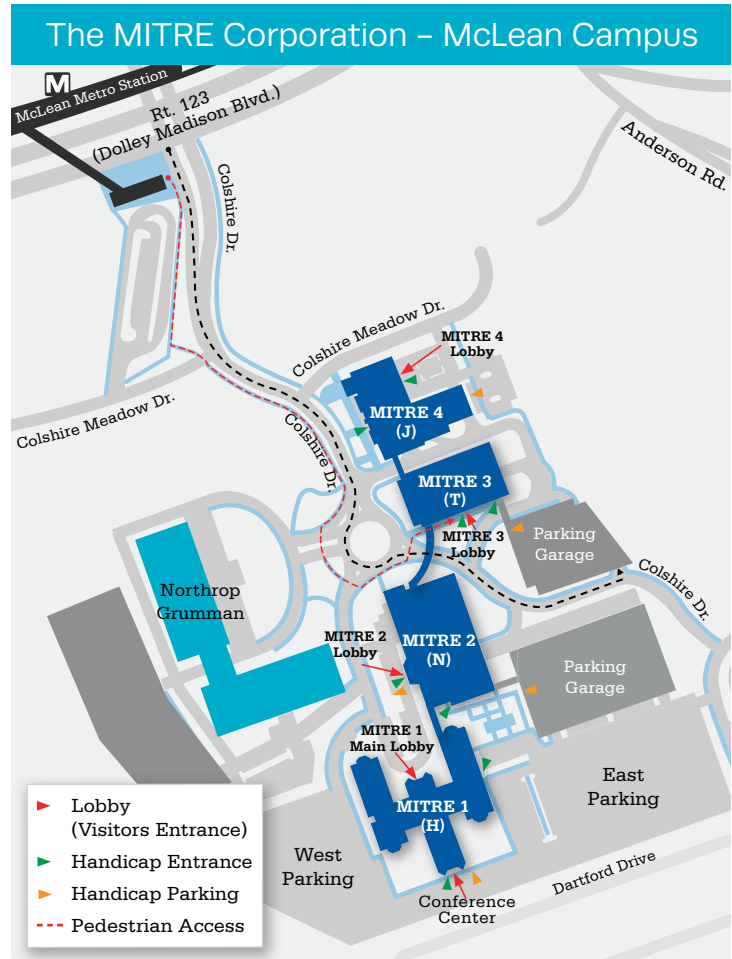 The MITRE Corporation – McLean Campus
M
McLean Metro Station
Rt. 123
(Dolley Madison Blvd.)
Anderson Rd.
Colshire Dr.
Colshire Meadow Dr.
MITRE 4
Lobby
Colshire Meadow Dr.
MITRE 4
(J)
Colshire Dr.
MITRE 3
(T)
MITRE 3
Lobby
Parking
Garage
Colshire Dr.
Northrop
Grumman
MITRE 2
Lobby
MITRE 2
(N)
Parking
Garage
MITRE 1
Main Lobby
East
Parking
MITRE 1
(H)
West
Parking
Dartford Drive
Conference
Center
Lobby
(Visitors Entrance)
Handicap Entrance
Handicap Parking
Pedestrian Access